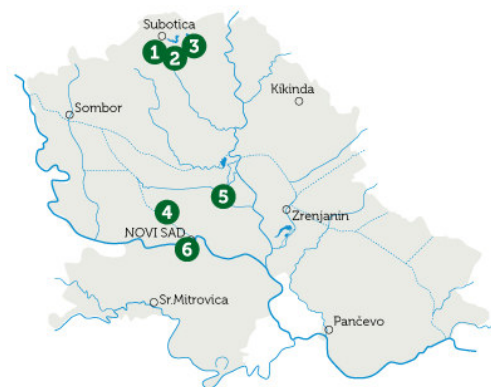 Subotica
1
2
3
Kikinda
Sombor
5
4
Zrenjanin
NOVI SAD
6
Sr.Mitrovica
Pančevo